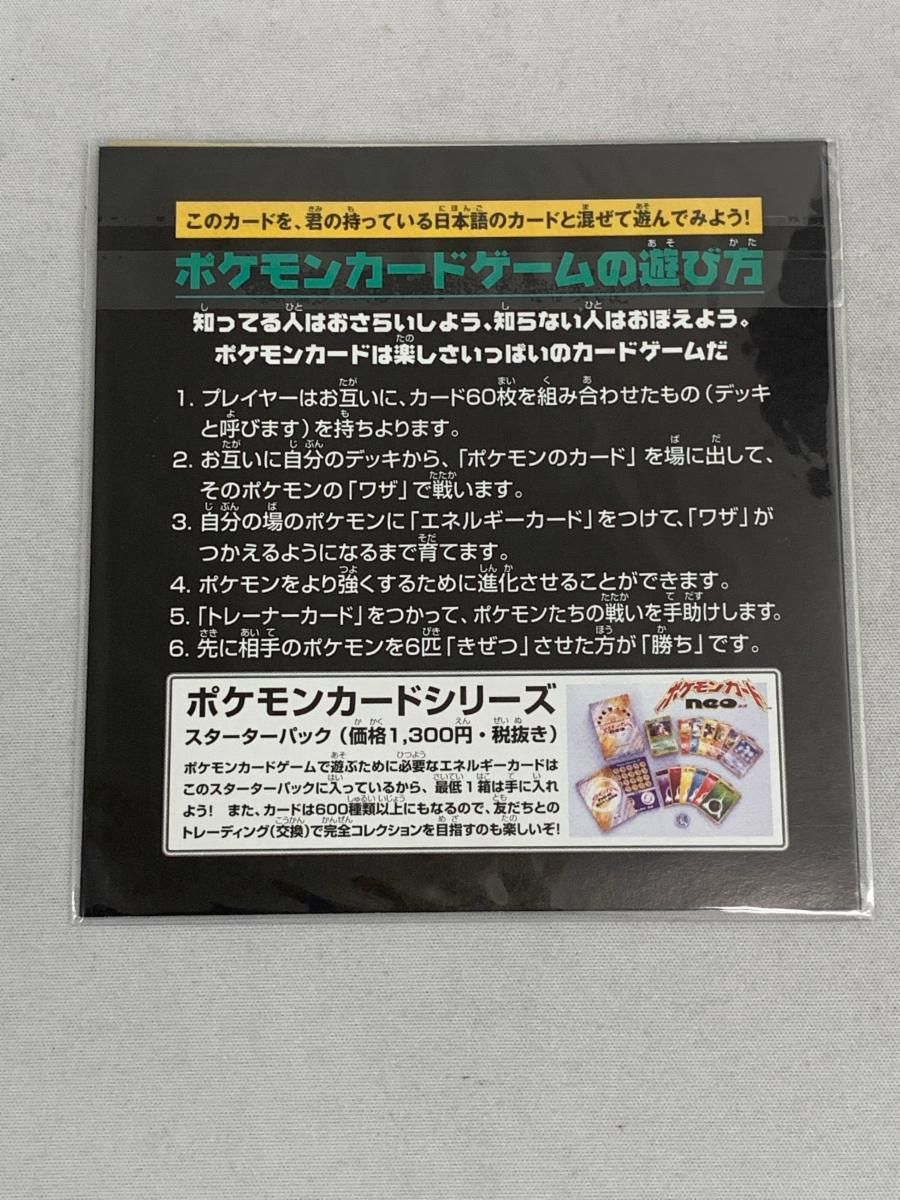 このカードを、君の持っている日本語のカードと混ぜて遊んでみよう!
ポケモンカードゲームの遊び方
知ってる人はおさらいしよう、知らない人はおぼえよう。
ポケモンカードは楽しさいっぱいのカードゲームだ
1. プレイヤーはお互いに、カード60枚を組み合わせたもの(デッキ
と呼びます)を持ちよります。
2. お互いに自分のデッキから、「ポケモンのカード」を場に出して、
そのポケモンの「ワザ」で戦います。
3. 自分の場のポケモンに「エネルギーカード」をつけて、「ワザ」が
つかえるようになるまで育てます。
4. ポケモンをより強くするために進化させることができます。
5. 「トレーナーカード」をつかって、ポケモンたちの戦いを手助けします。
6. 先に相手のポケモンを6匹「きぜつ」させた方が「勝ち」です。
ポケモンカードシリーズ
スターターパック(価格1,300円・税抜き)
ポケモンカードゲームで遊ぶために必要なエネルギーカードは
このスターターパックに入っているから、最低1箱は手に入れ
よう! また、カードは600種類以上にもなるので、友だちとの
トレーディング(交換)で完全コレクションを目指すのも楽しいぞ!
ポケモンカード
neo